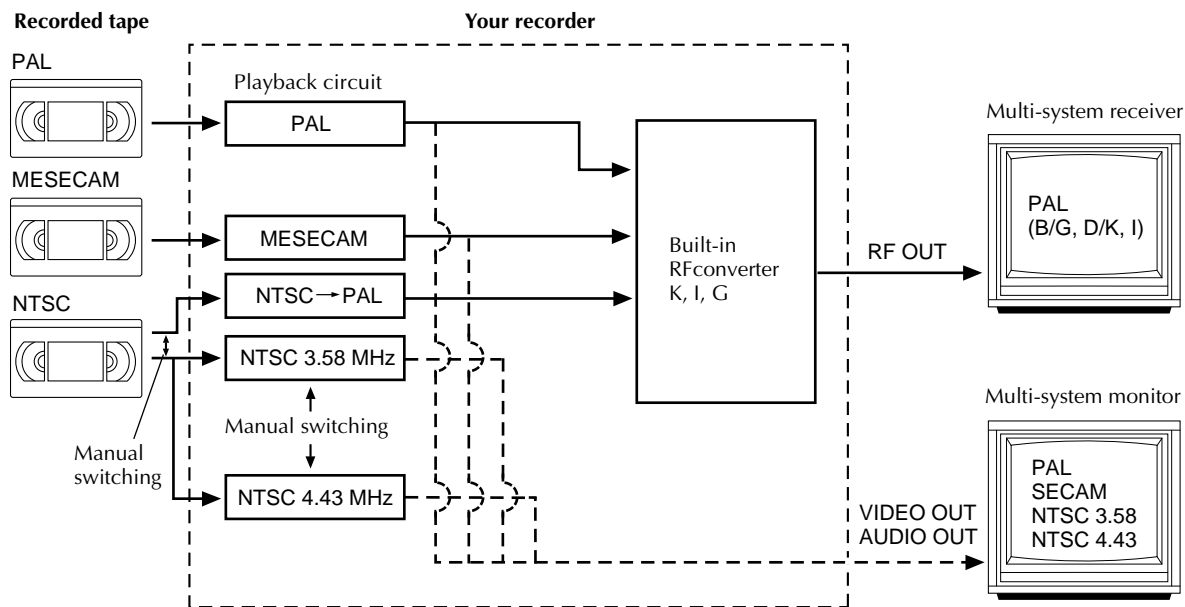 Recorded tape
Your recorder
PAL
Playback circuit
PAL
Multi-system receiver
MESECAM
PAL
(B/G, D/K, I)
MESECAM
Built-in
RFconverter
K, I, G
RF OUT
NTSC
NTSC→PAL
NTSC 3.58 MHz
Manual switching
Manual
switching
Multi-system monitor
NTSC 4.43 MHz
PAL
SECAM
NTSC 3.58
NTSC 4.43
VIDEO OUT
AUDIO OUT